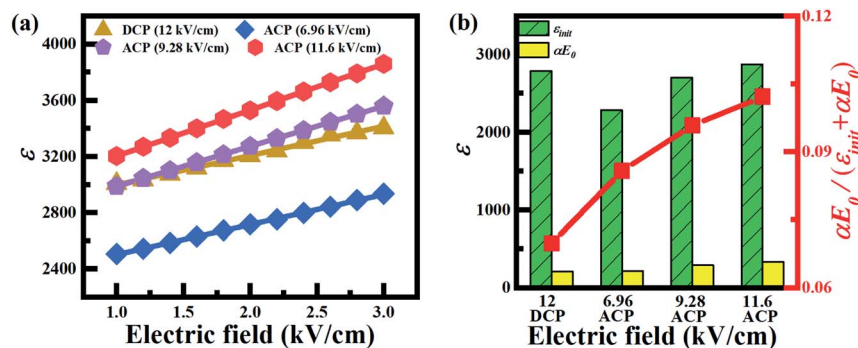 (a)
DCP (12 kV/cm)
ACP (6.96 kV/cm)
ACP (9.28 kV/cm)
ACP (11.6 kV/cm)
4000
3600
3200
2800
2400
ε
1.0
1.5
2.0
2.5
3.0
Electric field (kV/cm)
(b)
ε_init
αE_0
3000
2000
1000
0
ε
0.12
0.09
0.06
αE_0 / (ε_init + αE_0)
12 6.96 9.28 11.6
DCP ACP ACP ACP
Electric field (kV/cm)